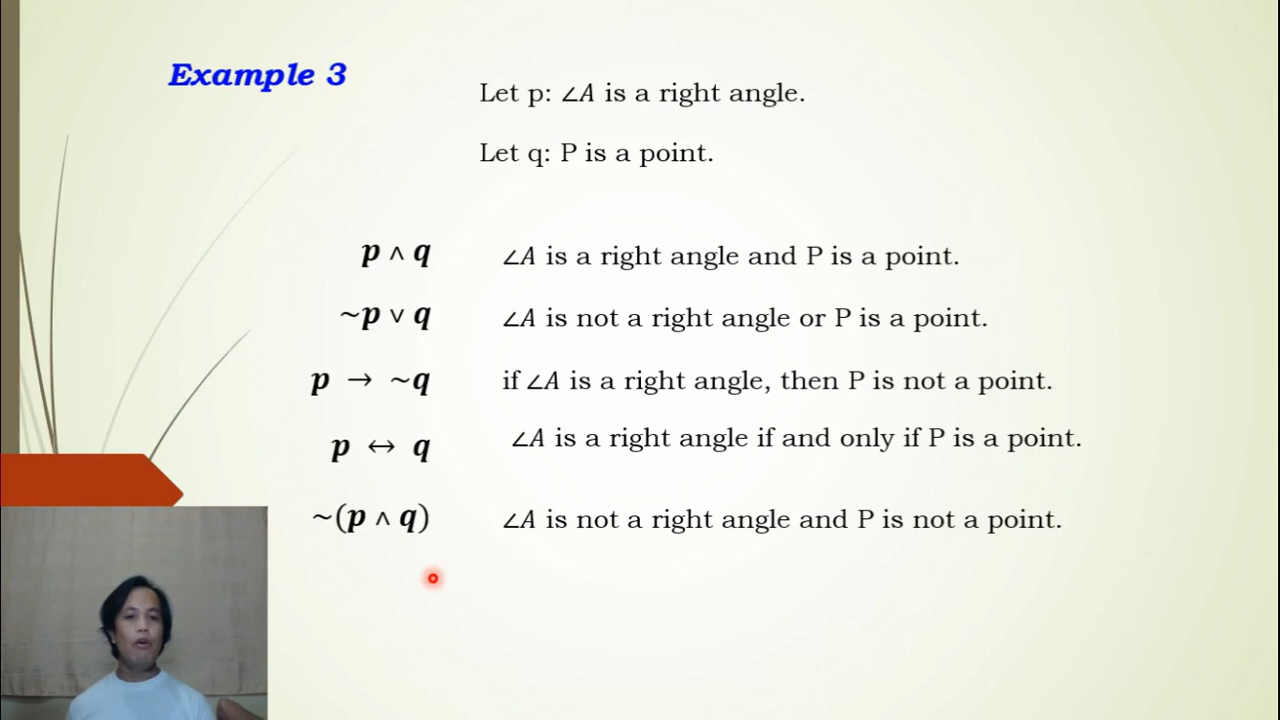 Example 3
Let p: ∠A is a right angle.
Let q: P is a point.
p ∧ q ∠A is a right angle and P is a point.
~p ∨ q ∠A is not a right angle or P is a point.
p → ~q if ∠A is a right angle, then P is not a point.
p ↔ q ∠A is a right angle if and only if P is a point.
~(p ∧ q) ∠A is not a right angle and P is not a point.